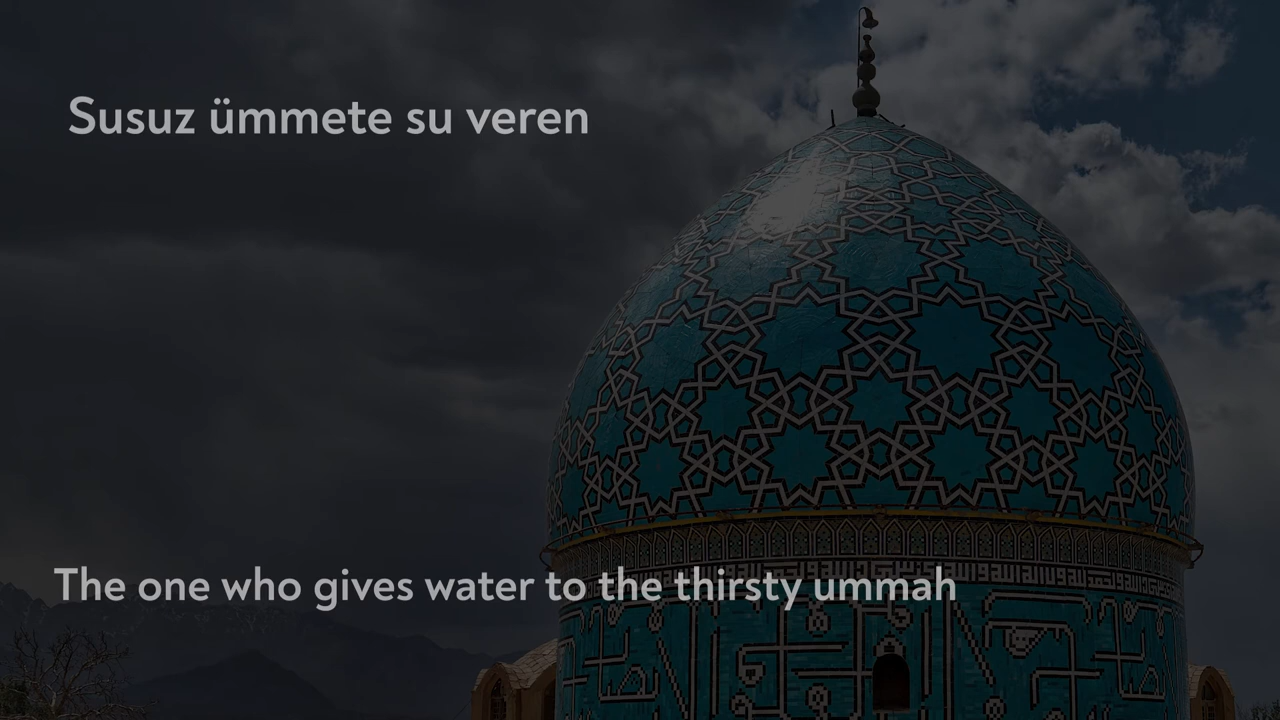 Susuz ümmete su veren
The one who gives water to the thirsty ummah